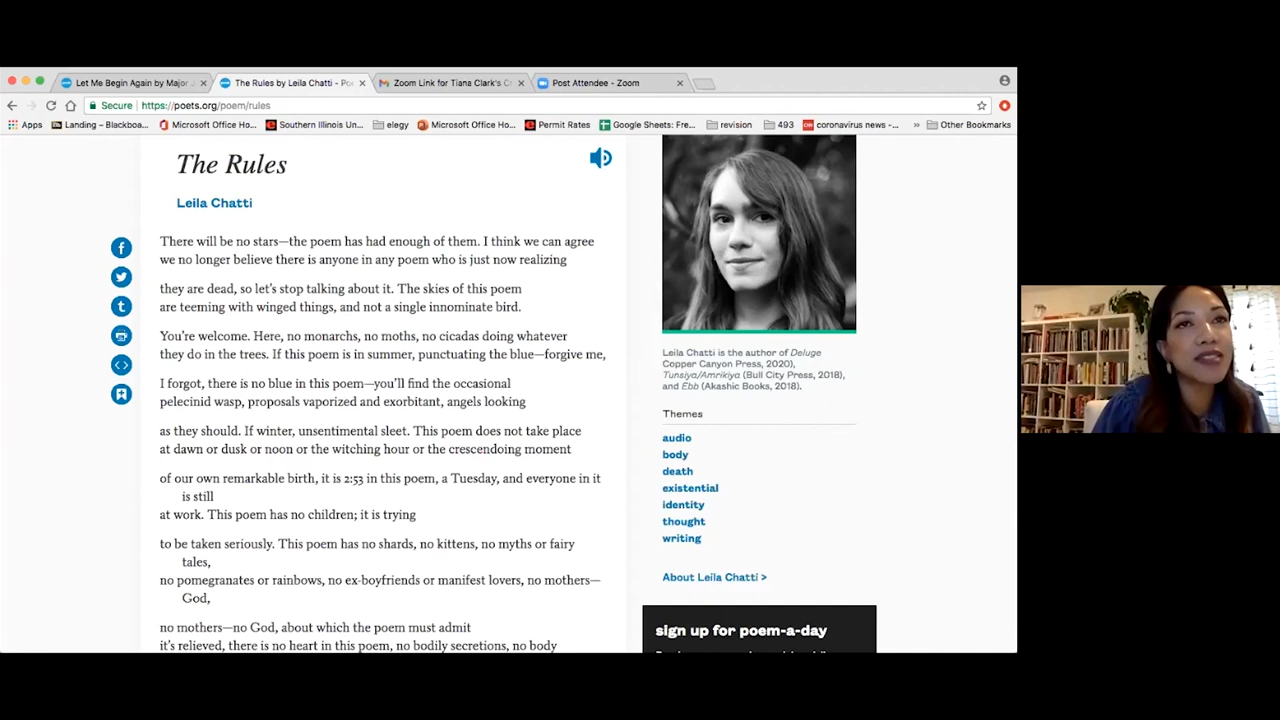 Let Me Begin Again by Major J
The Rules by Leila Chatti - Po
Zoom Link for Tiana Clark's C
Post Attendee - Zoom
Secure
https://poets.org/poem/rules
Apps
Landing – Blackboa...
Microsoft Office Ho...
Southern Illinois Un...
elegy
Microsoft Office Ho...
Permit Rates
Google Sheets: Fre...
revision
493
coronavirus news -...
»
Other Bookmarks
The Rules
Leila Chatti
There will be no stars—the poem has had enough of them. I think we can agree
we no longer believe there is anyone in any poem who is just now realizing
they are dead, so let's stop talking about it. The skies of this poem
are teeming with winged things, and not a single innominate bird.
You're welcome. Here, no monarchs, no moths, no cicadas doing whatever
they do in the trees. If this poem is in summer, punctuating the blue—forgive me,
I forgot, there is no blue in this poem—you'll find the occasional
pelecinid wasp, proposals vaporized and exorbitant, angels looking
as they should. If winter, unsentimental sleet. This poem does not take place
at dawn or dusk or noon or the witching hour or the crescendoing moment
of our own remarkable birth, it is 2:53 in this poem, a Tuesday, and everyone in it
is still
at work. This poem has no children; it is trying
to be taken seriously. This poem has no shards, no kittens, no myths or fairy
tales,
no pomegranates or rainbows, no ex-boyfriends or manifest lovers, no mothers—
God,
no mothers—no God, about which the poem must admit
it's relieved, there is no heart in this poem, no bodily secretions, no body
Leila Chatti is the author of Deluge
Copper Canyon Press, 2020),
Tunsiya/Amrikiya (Bull City Press, 2018),
and Ebb (Akashic Books, 2018).
Themes
audio
body
death
existential
identity
thought
writing
About Leila Chatti >
sign up for poem-a-day